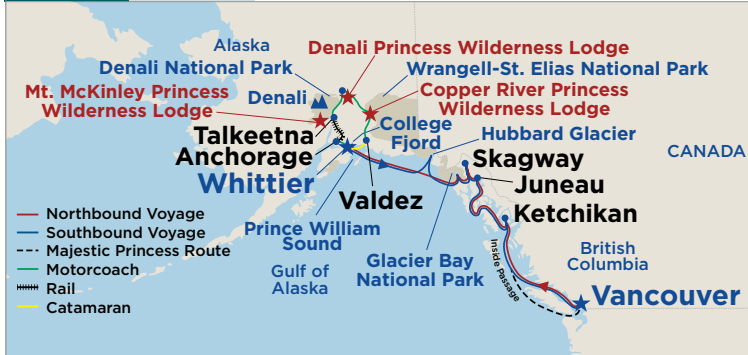 Alaska
Denali Princess Wilderness Lodge
Denali National Park
Wrangell-St. Elias National Park
Mt. McKinley Princess
Wilderness Lodge
Denali
Copper River Princess
Wilderness Lodge
College
Fjord
Talkeetna
Anchorage
Hubbard Glacier
Skagway
CANADA
Whittier
Juneau
Valdez
Ketchikan
Northbound Voyage
Southbound Voyage
Majestic Princess Route
Motorcoach
Rail
Catamaran
Prince William
Sound
Gulf of
Alaska
Glacier Bay
National Park
Inside Passage
British
Columbia
Vancouver